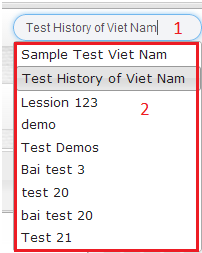 Test History of Viet Nam 1
Sample Test Viet Nam
Test History of Viet Nam
Lession 123
2
demo
Test Demos
Bai test 3
test 20
bai test 20
Test 21